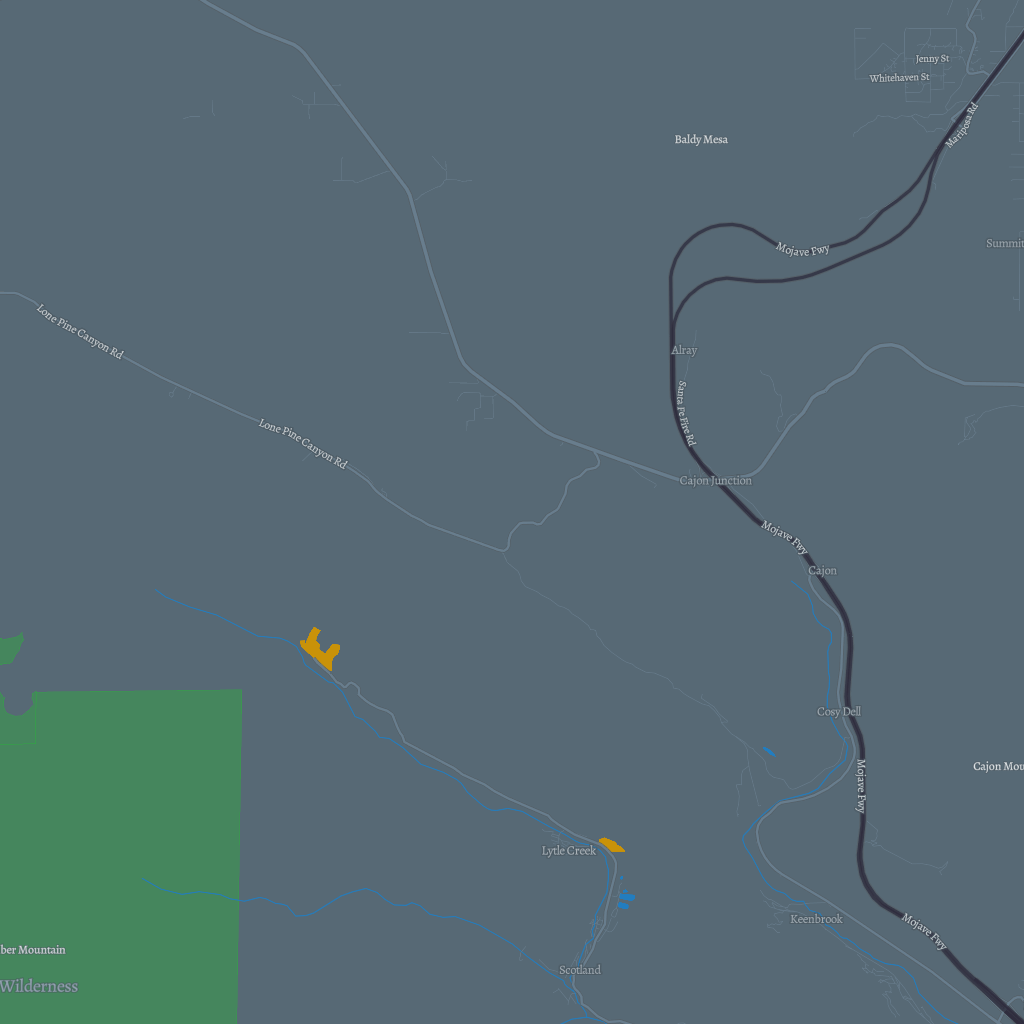 Jenny St
Whitehaven St
Mariposa Rd
Baldy Mesa
Mojave Fwy
Summit
Lone Pine Canyon Rd
Alray
Santa Fe Fire Rd
Lone Pine Canyon Rd
Cajon Junction
Mojave Fwy
Cajon
Cosy Dell
Cajon Mou
Mojave Fwy
Lytle Creek
Keenbrook
Mojave Fwy
ber Mountain
Scotland
Wilderness